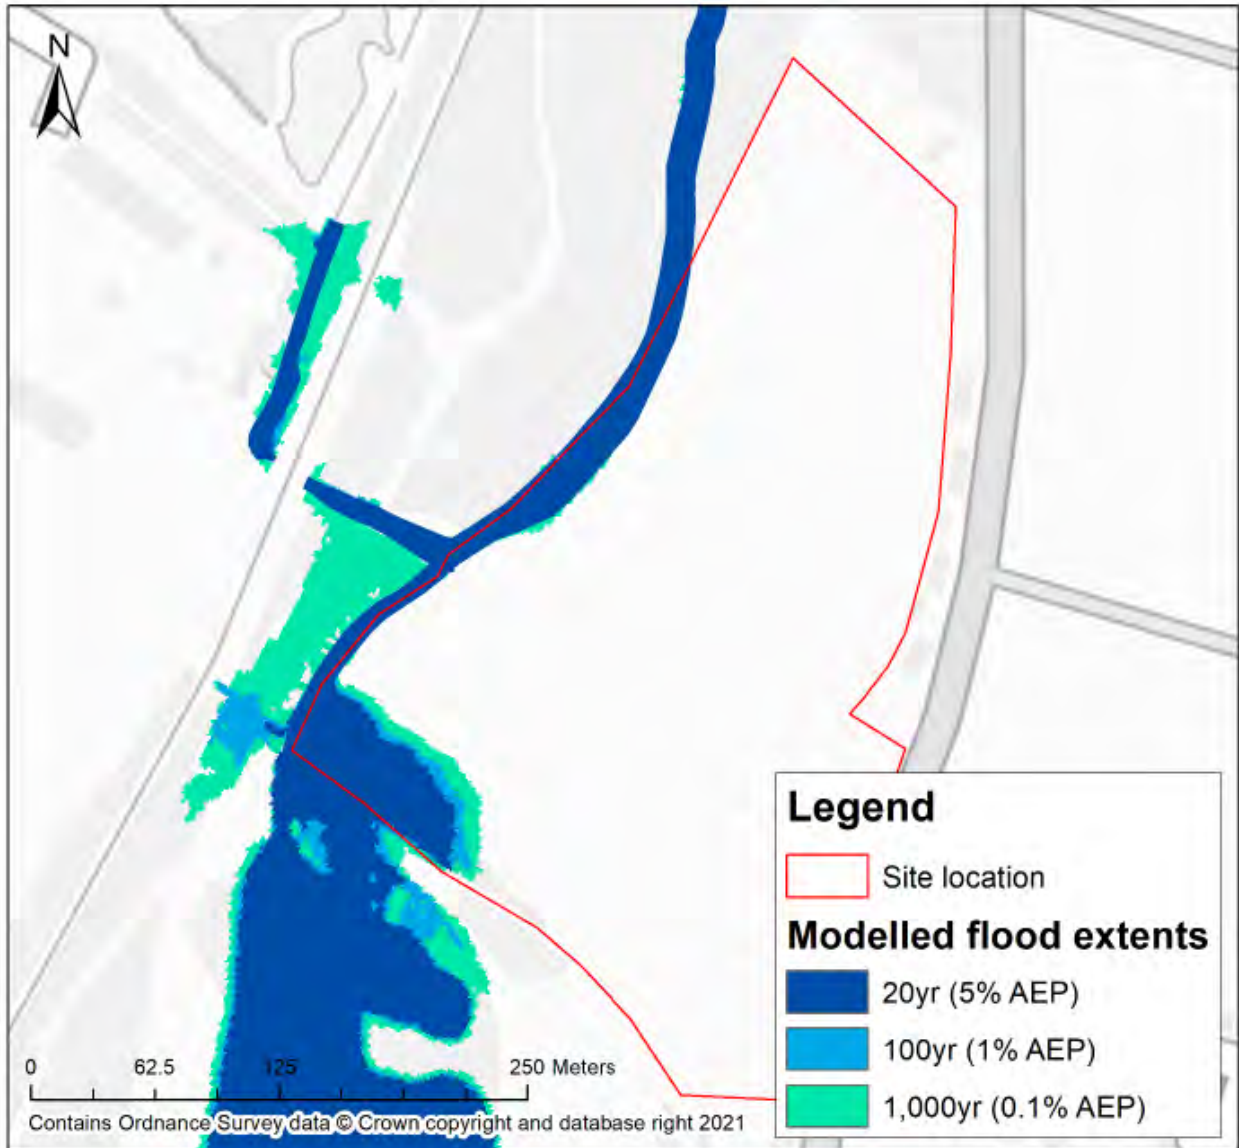 N
Legend
Site location
Modelled flood extents
20yr (5% AEP)
100yr (1% AEP)
1,000yr (0.1% AEP)
0 62.5 125 250 Meters
Contains Ordnance Survey data © Crown copyright and database right 2021